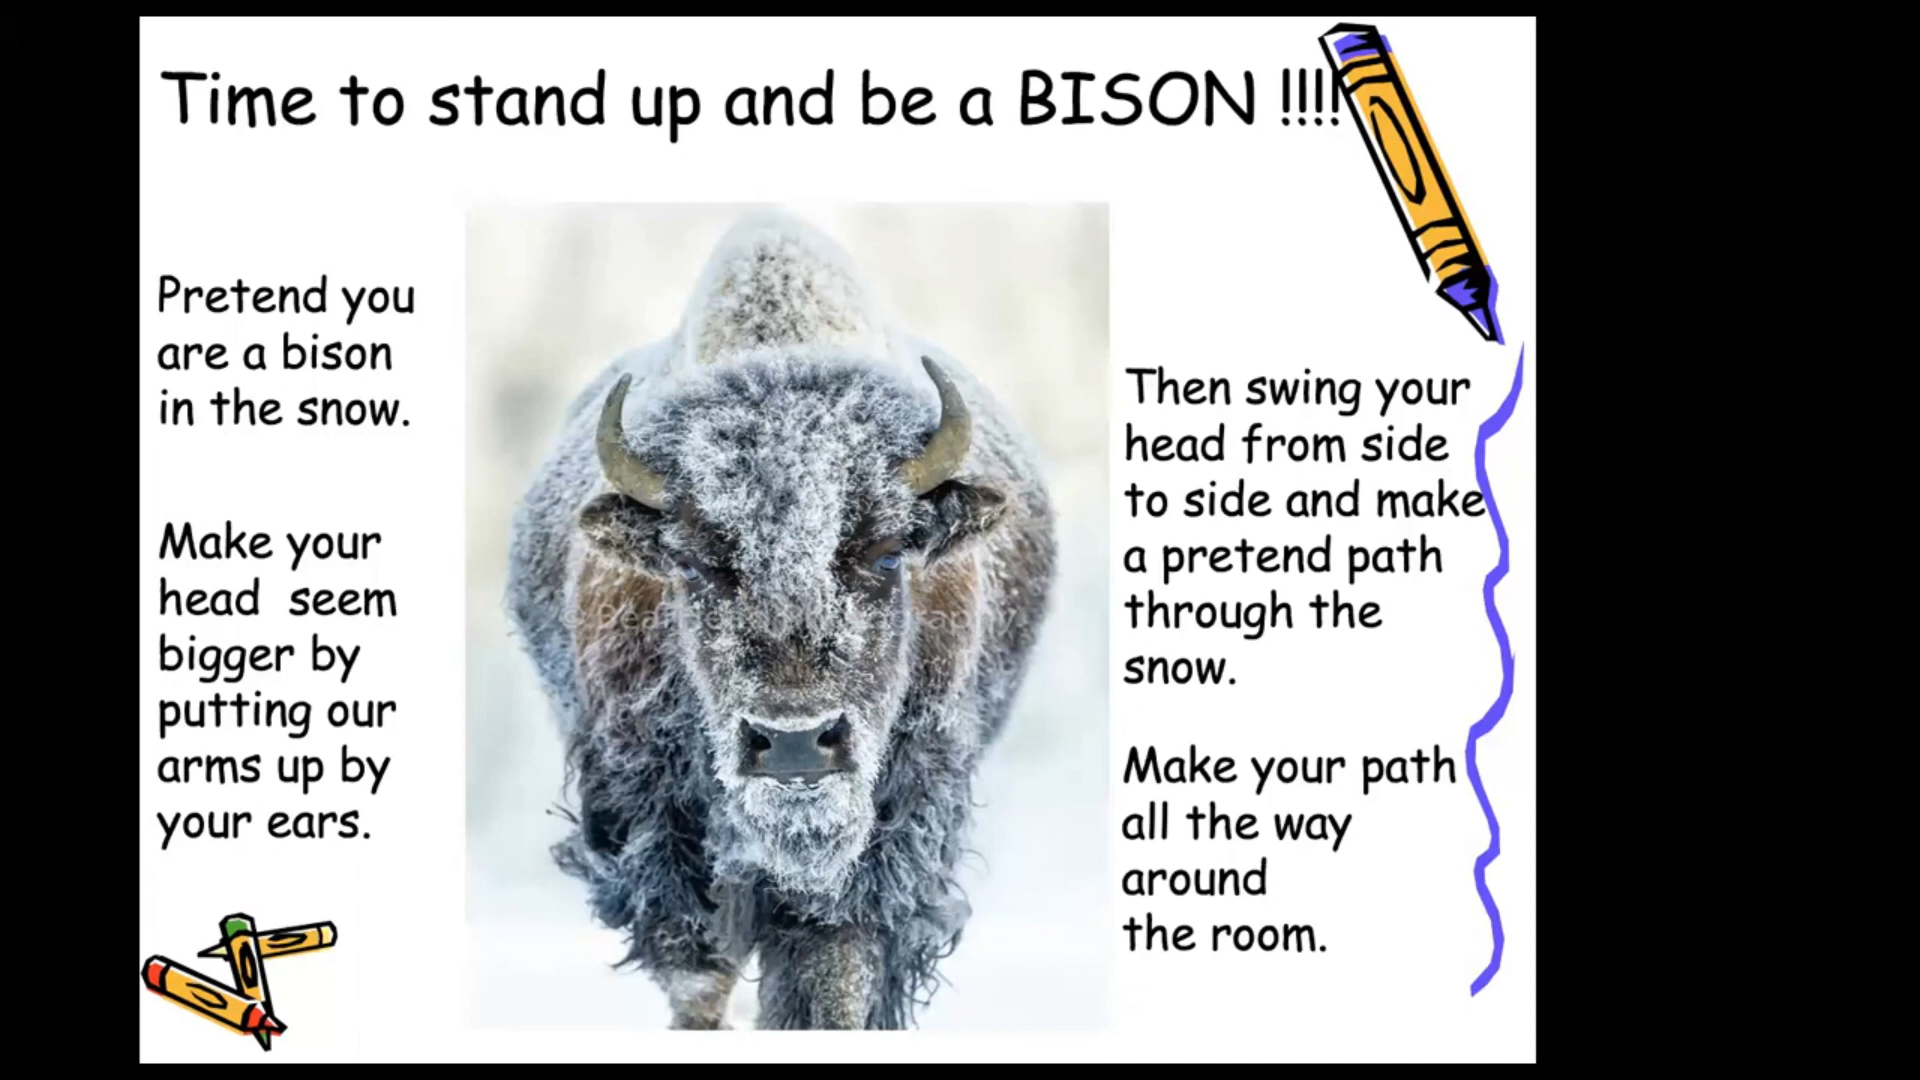 Time to stand up and be a BISON !!!!
Pretend you
are a bison
in the snow.
Make your
head seem
bigger by
putting our
arms up by
your ears.
Then swing your
head from side
to side and make
a pretend path
through the
snow.
Make your path
all the way
around
the room.